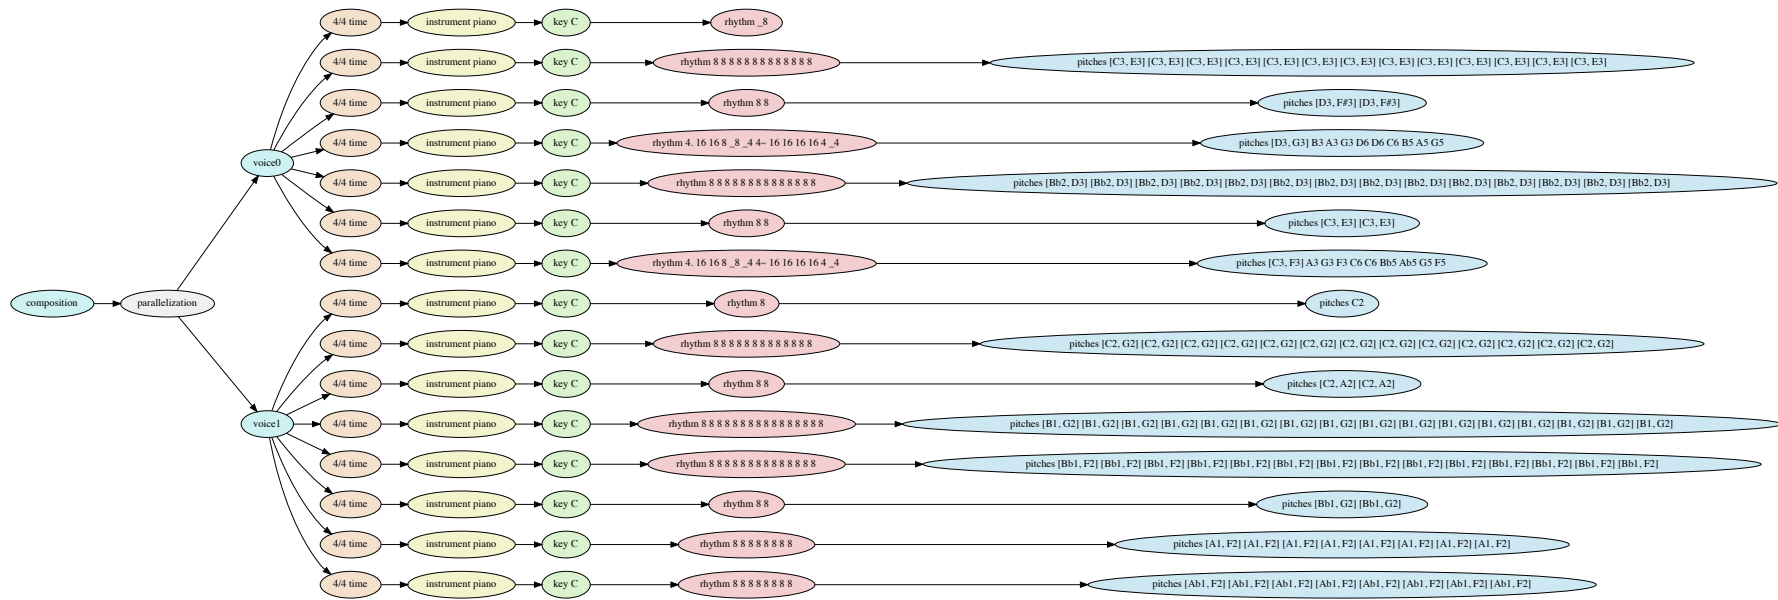 4/4 time instrument piano key C rhythm _8
4/4 time instrument piano key C rhythm 8 8 8 8 8 8 8 8 8 8 8 8 8 pitches [C3, E3] [C3, E3] [C3, E3] [C3, E3] [C3, E3] [C3, E3] [C3, E3] [C3, E3] [C3, E3] [C3, E3] [C3, E3] [C3, E3] [C3, E3]
4/4 time instrument piano key C rhythm 8 8 pitches [D3, F#3] [D3, F#3]
4/4 time instrument piano key C rhythm 4. 16 16 8 _8 _4 4~ 16 16 16 16 4 _4 pitches [D3, G3] B3 A3 G3 D6 D6 C6 B5 A5 G5
voice0
4/4 time instrument piano key C rhythm 8 8 8 8 8 8 8 8 8 8 8 8 8 8 pitches [Bb2, D3] [Bb2, D3] [Bb2, D3] [Bb2, D3] [Bb2, D3] [Bb2, D3] [Bb2, D3] [Bb2, D3] [Bb2, D3] [Bb2, D3] [Bb2, D3] [Bb2, D3] [Bb2, D3] [Bb2, D3]
4/4 time instrument piano key C rhythm 8 8 pitches [C3, E3] [C3, E3]
4/4 time instrument piano key C rhythm 4. 16 16 8 _8 _4 4~ 16 16 16 16 4 _4 pitches [C3, F3] A3 G3 F3 C6 C6 Bb5 Ab5 G5 F5
composition parallelization 4/4 time instrument piano key C rhythm 8 pitches C2
4/4 time instrument piano key C rhythm 8 8 8 8 8 8 8 8 8 8 8 8 8 pitches [C2, G2] [C2, G2] [C2, G2] [C2, G2] [C2, G2] [C2, G2] [C2, G2] [C2, G2] [C2, G2] [C2, G2] [C2, G2] [C2, G2] [C2, G2]
4/4 time instrument piano key C rhythm 8 8 pitches [C2, A2] [C2, A2]
voice1 4/4 time instrument piano key C rhythm 8 8 8 8 8 8 8 8 8 8 8 8 8 8 8 8 pitches [B1, G2] [B1, G2] [B1, G2] [B1, G2] [B1, G2] [B1, G2] [B1, G2] [B1, G2] [B1, G2] [B1, G2] [B1, G2] [B1, G2] [B1, G2] [B1, G2] [B1, G2] [B1, G2]
4/4 time instrument piano key C rhythm 8 8 8 8 8 8 8 8 8 8 8 8 8 8 pitches [Bb1, F2] [Bb1, F2] [Bb1, F2] [Bb1, F2] [Bb1, F2] [Bb1, F2] [Bb1, F2] [Bb1, F2] [Bb1, F2] [Bb1, F2] [Bb1, F2] [Bb1, F2] [Bb1, F2] [Bb1, F2]
4/4 time instrument piano key C rhythm 8 8 pitches [Bb1, G2] [Bb1, G2]
4/4 time instrument piano key C rhythm 8 8 8 8 8 8 8 8 pitches [A1, F2] [A1, F2] [A1, F2] [A1, F2] [A1, F2] [A1, F2] [A1, F2] [A1, F2]
4/4 time instrument piano key C rhythm 8 8 8 8 8 8 8 8 pitches [Ab1, F2] [Ab1, F2] [Ab1, F2] [Ab1, F2] [Ab1, F2] [Ab1, F2] [Ab1, F2] [Ab1, F2]